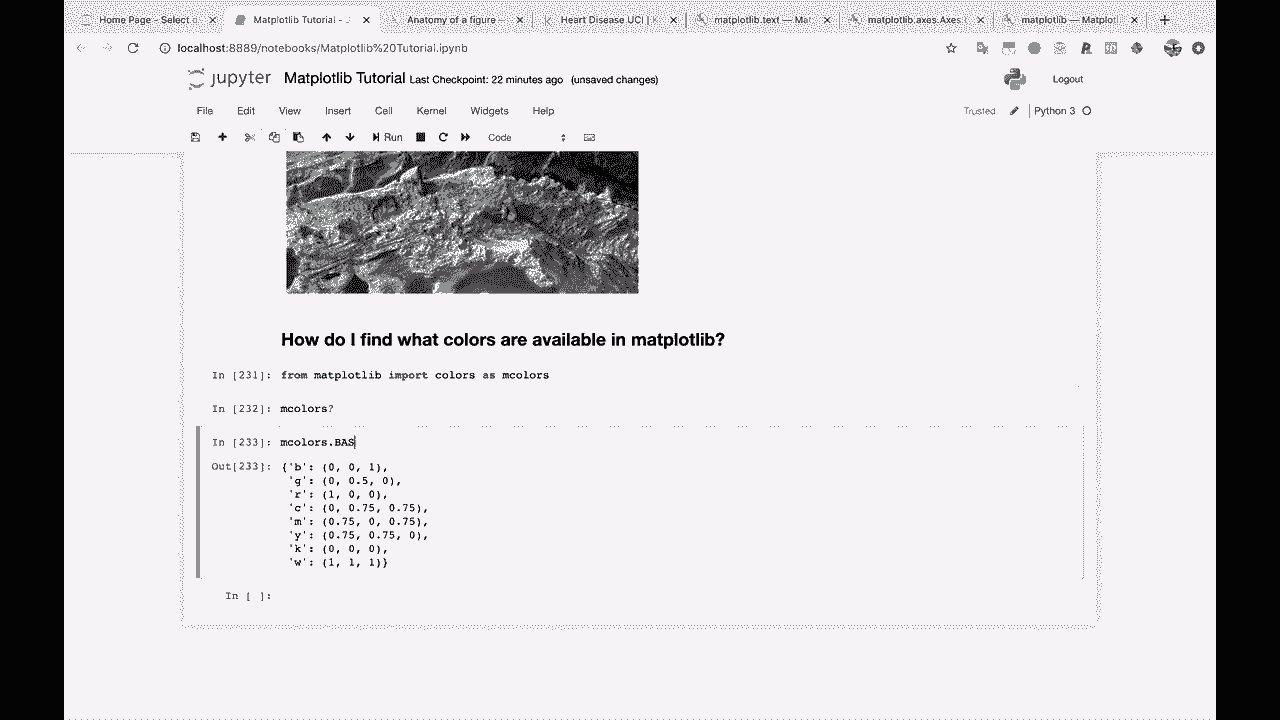 Home Page - Select o
Matplotlib Tutorial - J
Anatomy of a figure —
Heart Disease UCI |
matplotlib.text — Mat
matplotlib.axes.Axes
matplotlib — Matplotl
localhost:8889/notebooks/Matplotlib%20Tutorial.ipynb
jupyter Matplotlib Tutorial Last Checkpoint: 22 minutes ago (unsaved changes)
Logout
File Edit View Insert Cell Kernel Widgets Help
Trusted Python 3
Run Code
How do I find what colors are available in matplotlib?
In [231]: from matplotlib import colors as mcolors
In [232]: mcolors?
In [233]: mcolors.BAS
Out[233]: {'b': (0, 0, 1),
'g': (0, 0.5, 0),
'r': (1, 0, 0),
'c': (0, 0.75, 0.75),
'm': (0.75, 0, 0.75),
'y': (0.75, 0.75, 0),
'k': (0, 0, 0),
'w': (1, 1, 1)}
In [ ]: